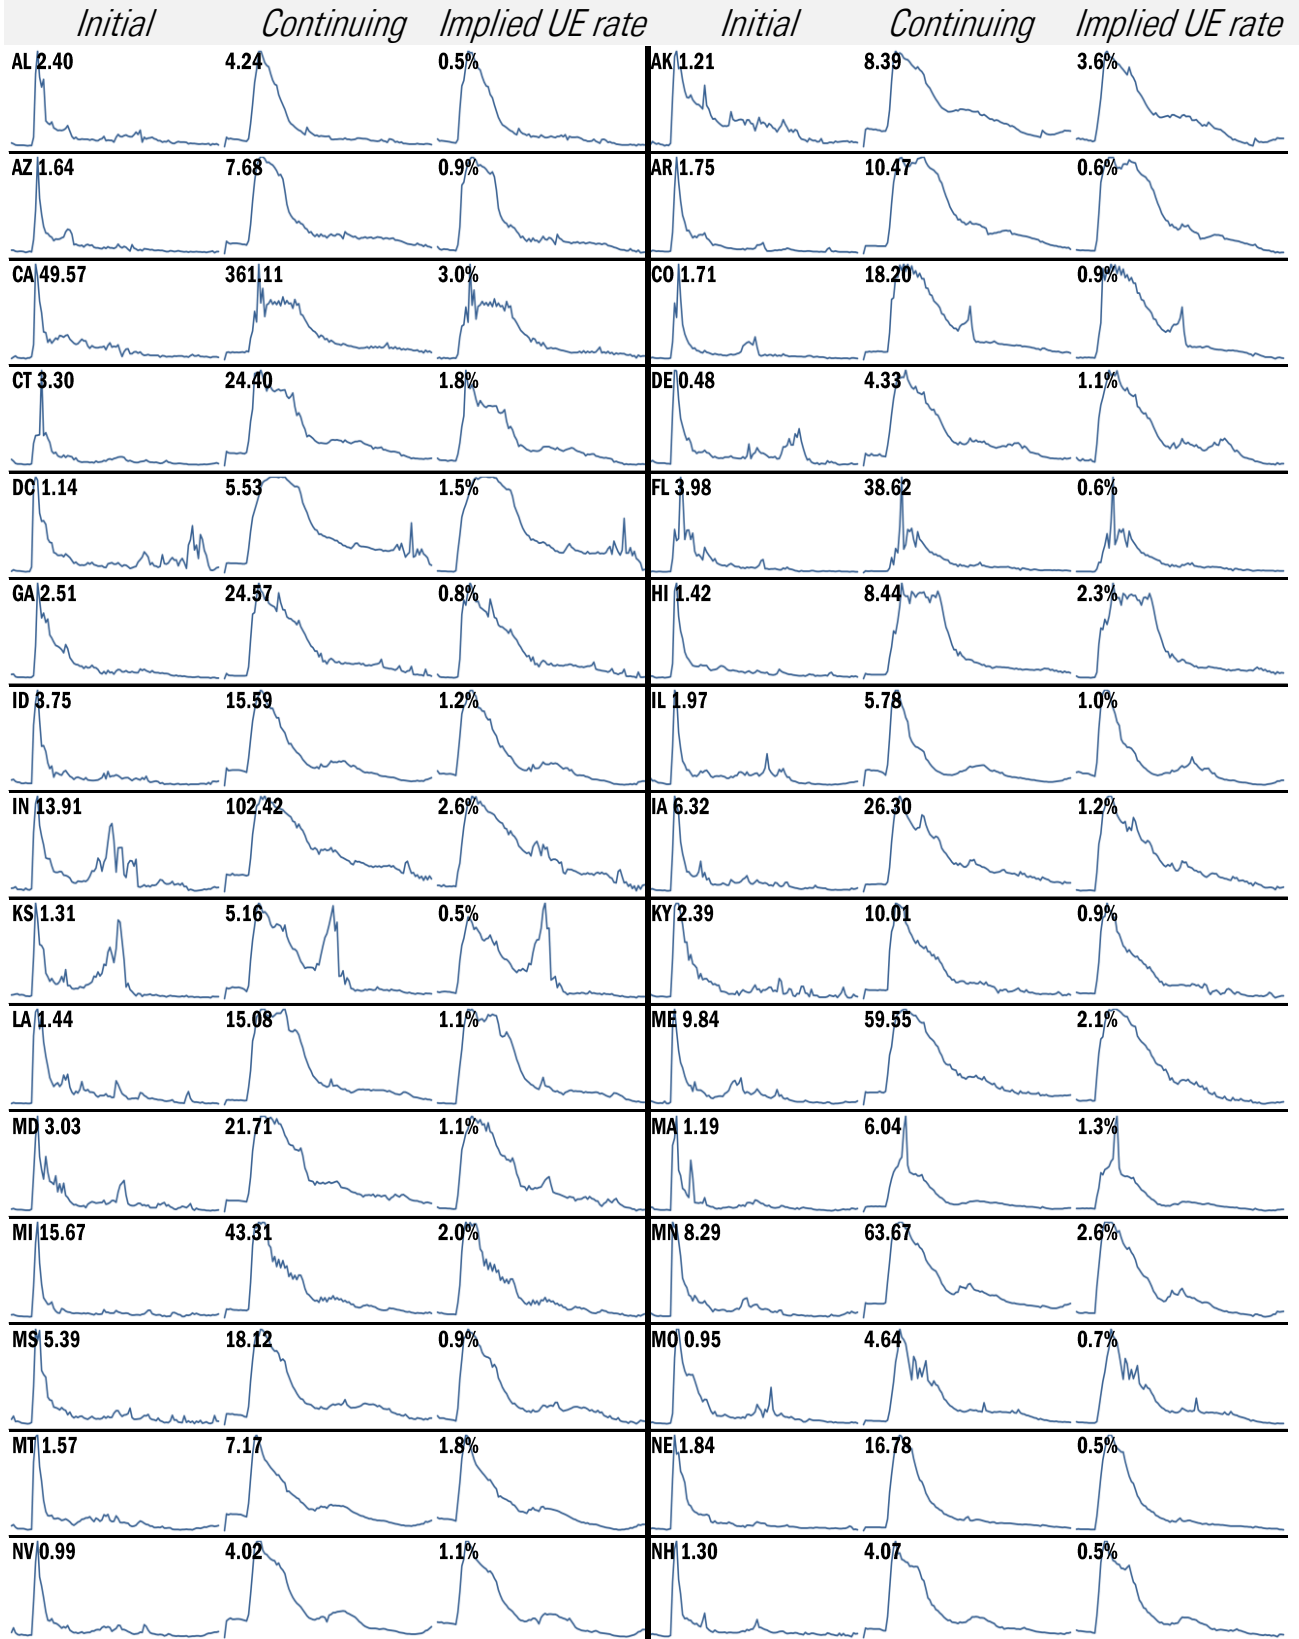 Initial Continuing Implied UE rate Initial Continuing Implied UE rate
AL 2.40 4.24 0.5% AK 1.21 8.39 3.6%
AZ 1.64 7.68 0.9% AR 1.75 10.47 0.6%
CA 49.57 361.11 3.0% CO 1.71 18.20 0.9%
CT 3.30 24.40 1.8% DE 0.48 4.33 1.1%
DC 1.14 5.53 1.5% FL 3.98 38.62 0.6%
GA 2.51 24.57 0.8% HI 1.42 8.44 2.3%
ID 3.75 15.59 1.2% IL 1.97 5.78 1.0%
IN 13.91 102.42 2.6% IA 6.32 26.30 1.2%
KS 1.31 5.16 0.5% KY 2.39 10.01 0.9%
LA 1.44 15.08 1.1% ME 9.84 59.55 2.1%
MD 3.03 21.71 1.1% MA 1.19 6.04 1.3%
MI 15.67 43.31 2.0% MN 8.29 63.67 2.6%
MS 5.39 18.12 0.9% MO 0.95 4.64 0.7%
MT 1.57 7.17 1.8% NE 1.84 16.78 0.5%
NV 0.99 4.02 1.1% NH 1.30 4.07 0.5%